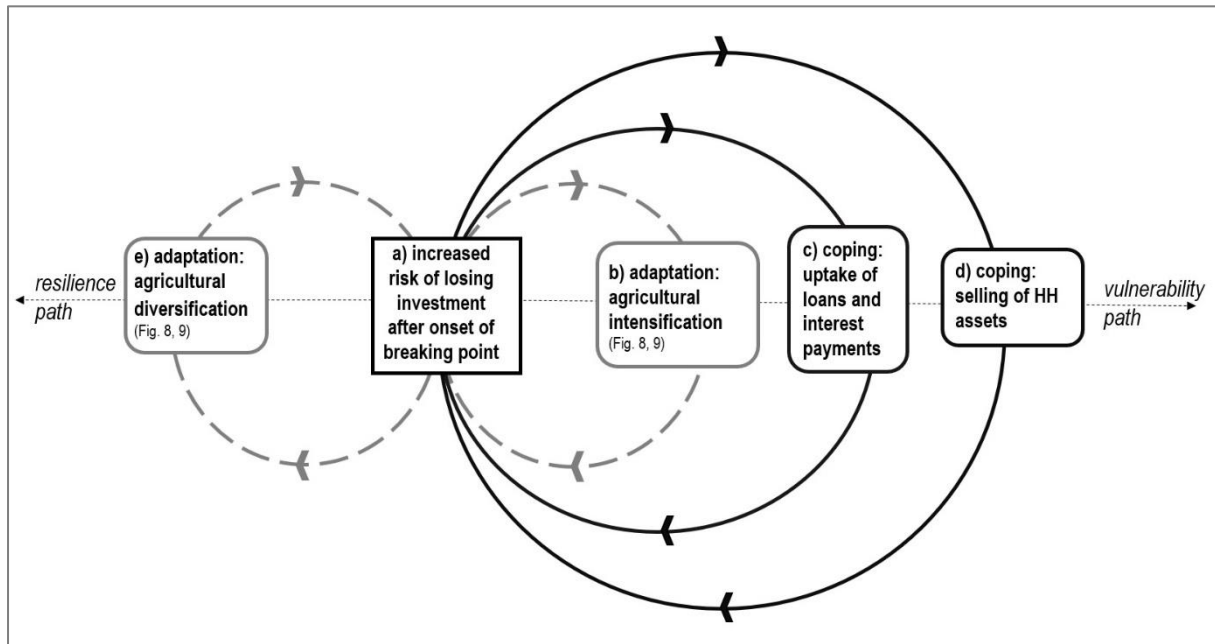 resilience
path
e) adaptation:
agricultural
diversification
(Fig. 8, 9)
a) increased
risk of losing
investment
after onset of
breaking point
b) adaptation:
agricultural
intensification
(Fig. 8, 9)
c) coping:
uptake of
loans and
interest
payments
d) coping:
selling of HH
assets
vulnerability
path